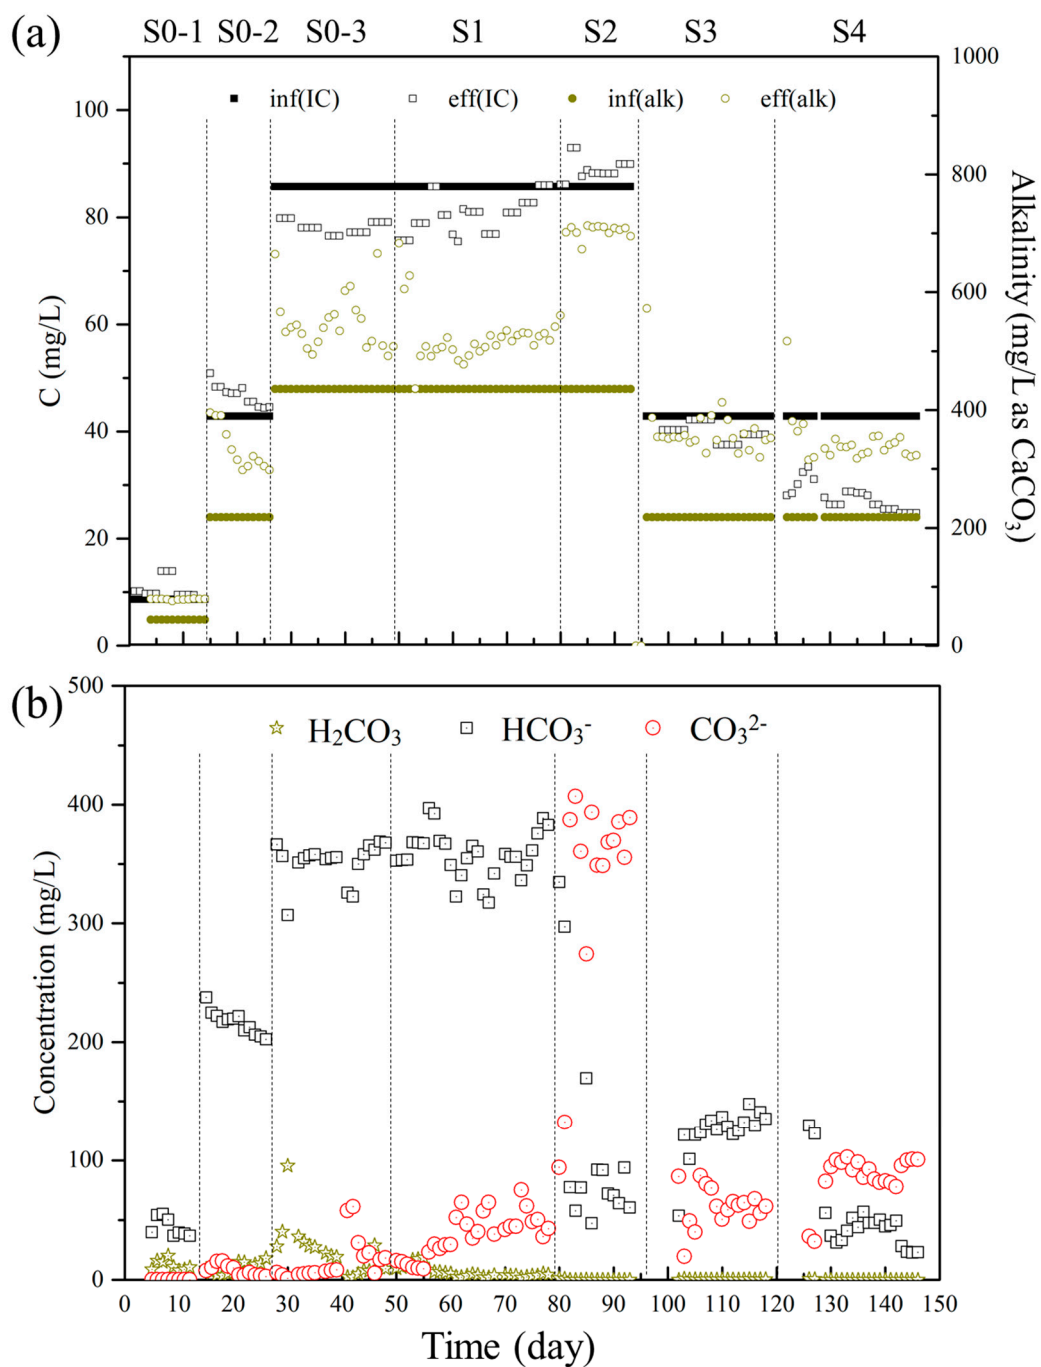 (a)
S0-1 S0-2 S0-3 S1 S2 S3 S4
inf(IC) eff(IC) inf(alk) eff(alk)
C (mg/L)
100
80
60
40
20
0
Alkalinity (mg/L as CaCO₃)
1000
800
600
400
200
0
(b)
H₂CO₃ HCO₃⁻ CO₃²⁻
Concentration (mg/L)
500
400
300
200
100
0
0 10 20 30 40 50 60 70 80 90 100 110 120 130 140 150
Time (day)